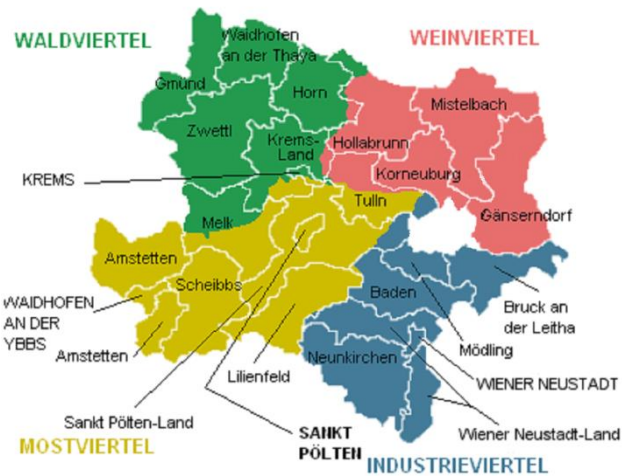 WALDVIERTEL
Waidhofen
an der Thaya
WEINVIERTEL
Gmünd
Horn
Mistelbach
Zwettl
Krems-
Land
Hollabrunn
KREMS
Korneuburg
Tulln
Melk
Gänserndorf
Amstetten
Scheibbs
Baden
WAIDHOFEN
AN DER
YBBS
Bruck an
der Leitha
Amstetten
Neunkirchen
Mödling
Lilienfeld
WIENER NEUSTADT
Sankt Pölten-Land
SANKT
PÖLTEN
Wiener Neustadt-Land
MOSTVIERTEL
INDUSTRIEVIERTEL